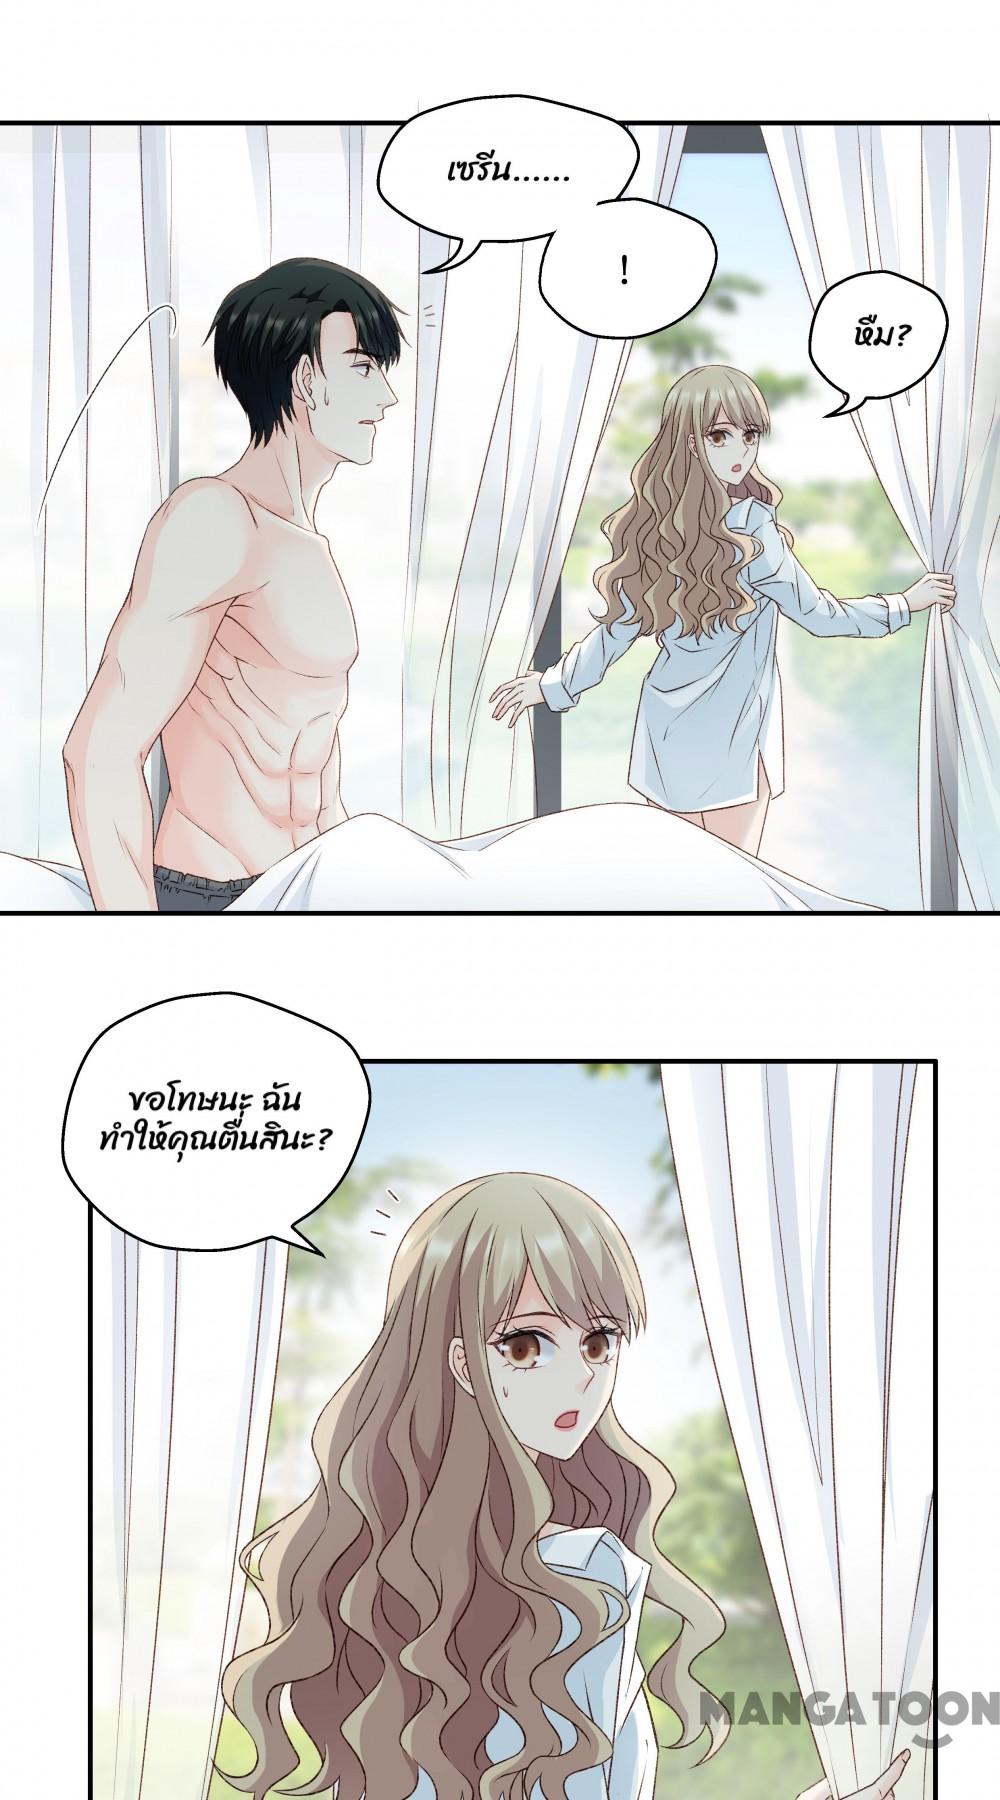 เซรีน......
!
หืม?
ขอโทษนะ ฉัน
ทำให้คุณตื่นสินะ?
MANGATOON